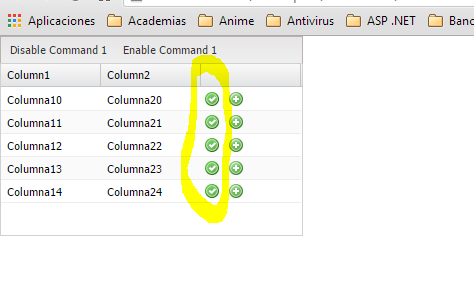 Aplicaciones Academias Anime Antivirus ASP .NET Banc
Disable Command 1 Enable Command 1
Column1 Column2
Columna10 Columna20
Columna11 Columna21
Columna12 Columna22
Columna13 Columna23
Columna14 Columna24